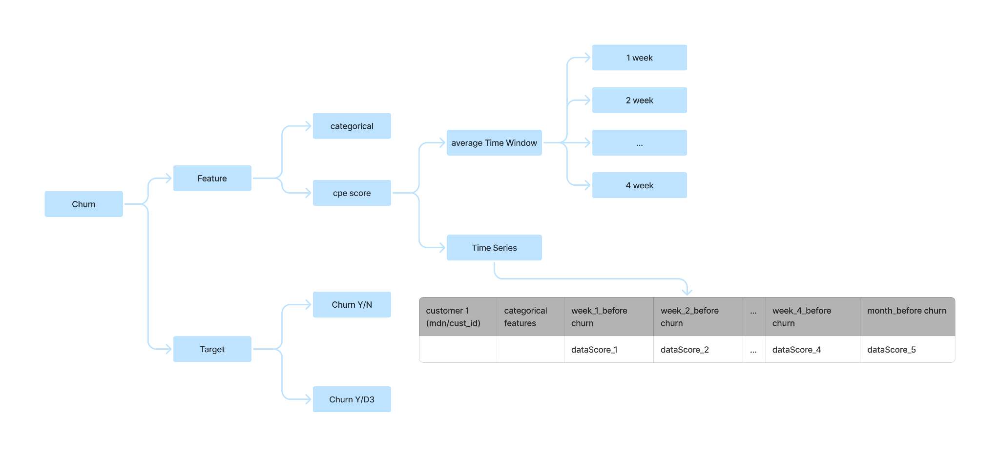 Churn
Feature
Target
categorical
cpe score
Churn Y/N
Churn Y/D3
average Time Window
Time Series
1 week
2 week
...
4 week
customer 1
(mdn/cust_id)
categorical
features
week_1_before
churn
week_2_before
churn
...
week_4_before
churn
month_before churn
dataScore_1
dataScore_2
...
dataScore_4
dataScore_5